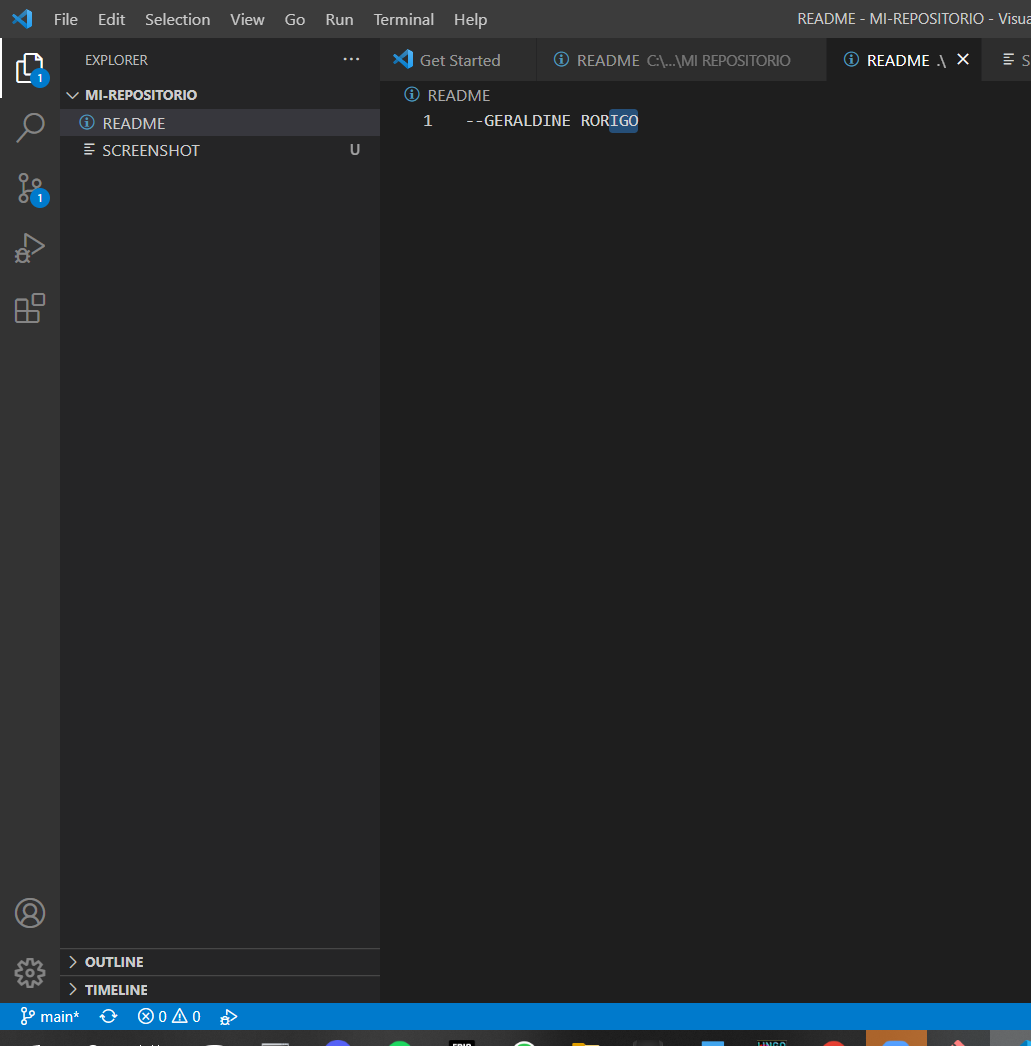 File Edit Selection View Go Run Terminal Help README - MI-REPOSITORIO -
EXPLORER ...
Get Started README C:\...\MI REPOSITORIO README .\
1
MI-REPOSITORIO
README
README
1 --GERALDINE RORIGO
SCREENSHOT U
1
OUTLINE
TIMELINE
main* 0 0